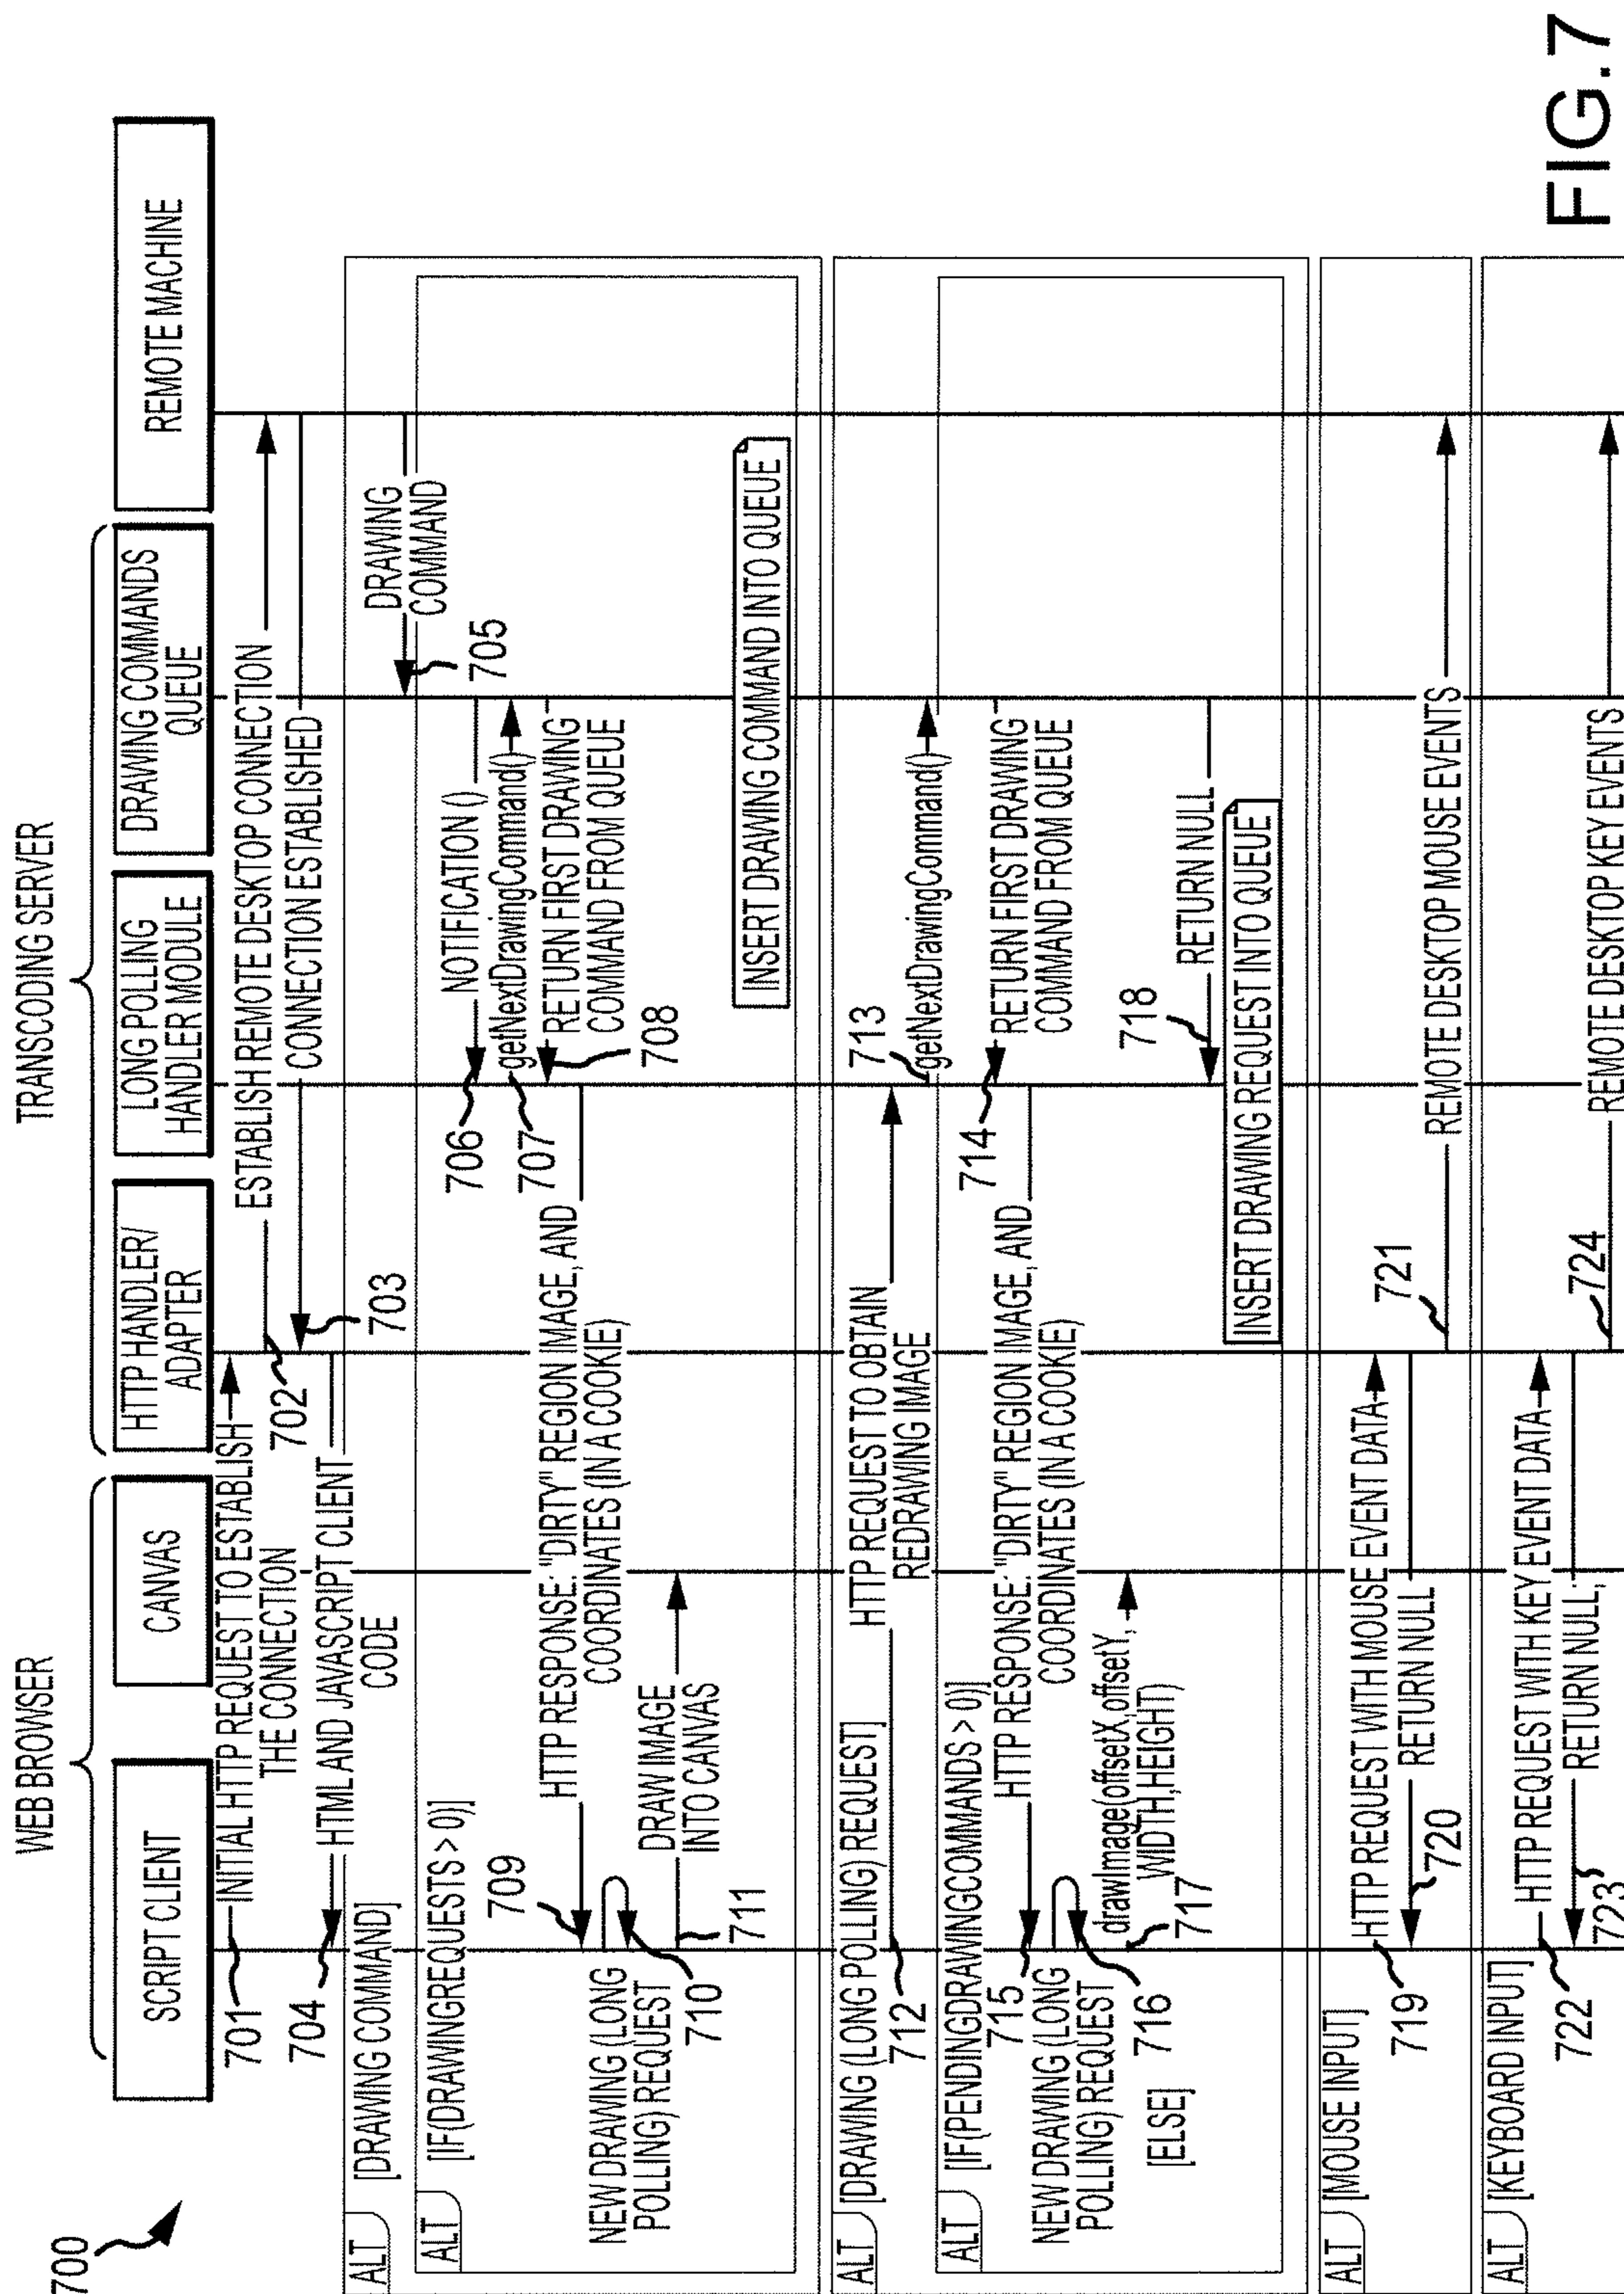 700
WEB BROWSER
TRANSCODING SERVER
SCRIPT CLIENT
CANVAS
HTTP HANDLER/
ADAPTER
LONG POLLING
HANDLER MODULE
DRAWING COMMANDS
QUEUE
REMOTE MACHINE
701
INITIAL HTTP REQUEST TO ESTABLISH
THE CONNECTION
702
ESTABLISH REMOTE DESKTOP CONNECTION
703
CONNECTION ESTABLISHED
704
HTML AND JAVASCRIPT CLIENT
CODE
ALT
[DRAWING COMMAND]
DRAWING
COMMAND
705
ALT
[IF(DRAWINGREQUESTS > 0)]
706
NOTIFICATION ()
707
getNextDrawingCommand()
708
RETURN FIRST DRAWING
COMMAND FROM QUEUE
709
HTTP RESPONSE: "DIRTY" REGION IMAGE, AND
COORDINATES (IN A COOKIE)
NEW DRAWING (LONG
POLLING) REQUEST
710
711
DRAW IMAGE
INTO CANVAS
INSERT DRAWING COMMAND INTO QUEUE
ALT
[DRAWING (LONG POLLING) REQUEST]
712
HTTP REQUEST TO OBTAIN
REDRAWING IMAGE
ALT
[IF(PENDINGDRAWINGCOMMANDS > 0)]
713
getNextDrawingCommand()
714
RETURN FIRST DRAWING
COMMAND FROM QUEUE
715
HTTP RESPONSE: "DIRTY" REGION IMAGE, AND
COORDINATES (IN A COOKIE)
NEW DRAWING (LONG
POLLING) REQUEST
716
drawImage(offsetX,offsetY,
WIDTH,HEIGHT)
717
[ELSE]
718
RETURN NULL
INSERT DRAWING REQUEST INTO QUEUE
ALT
[MOUSE INPUT]
719
HTTP REQUEST WITH MOUSE EVENT DATA
720
RETURN NULL
721
REMOTE DESKTOP MOUSE EVENTS
ALT
[KEYBOARD INPUT]
722
HTTP REQUEST WITH KEY EVENT DATA
723
RETURN NULL,
724
REMOTE DESKTOP KEY EVENTS
FIG.7